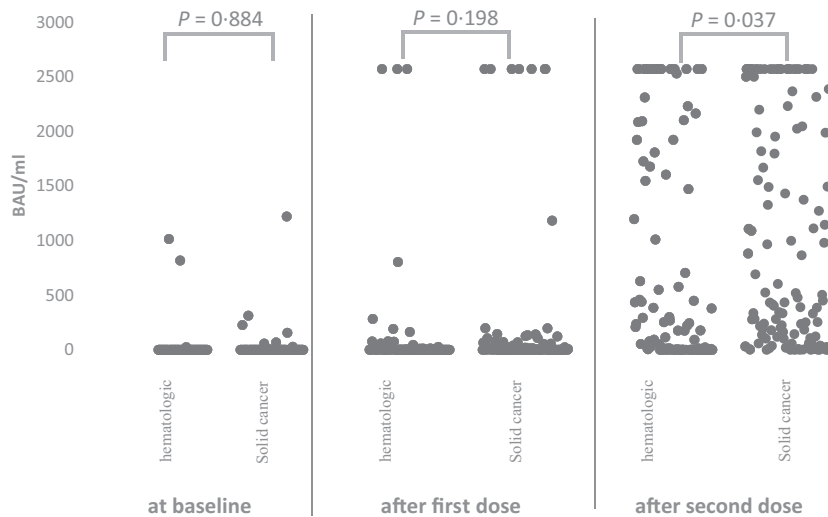 P = 0·884
P = 0·198
P = 0·037
BAU/ml
3000
2500
2000
1500
1000
500
0
hematologic
Solid cancer
hematologic
Solid cancer
hematologic
Solid cancer
at baseline
after first dose
after second dose